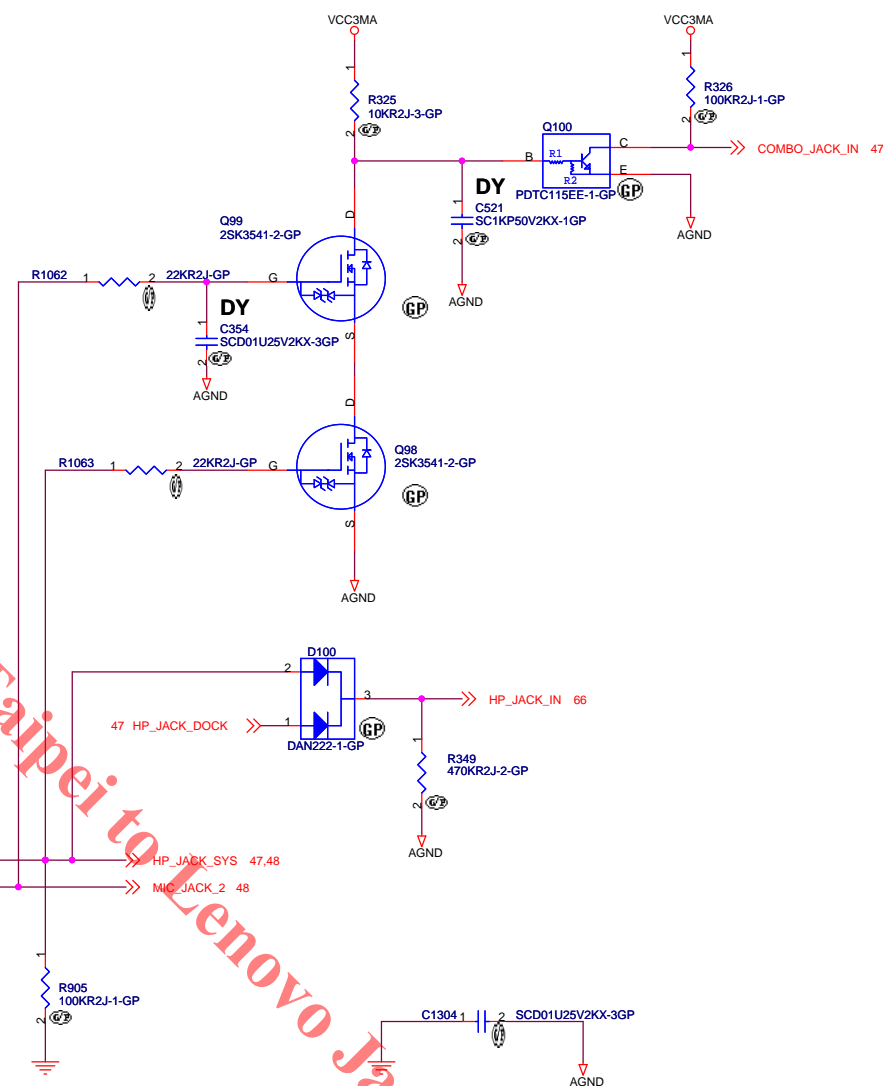 VCC3MA
VCC3MA
1
R325
10KR2J-3-GP
G/P
2
1
R326
100KR2J-1-GP
G/P
2
Q100
B
R1
R2
C
E
PDTC115EE-1-GP
GP
COMBO_JACK_IN 47
AGND
DY
1
C521
SC1KP50V2KX-1GP
2
G/P
AGND
Q99
2SK3541-2-GP
D
G
S
GP
R1062
1
2
22KR2J-GP
G/P
DY
1
C354
SCD01U25V2KX-3GP
2
G/P
AGND
D
Q98
2SK3541-2-GP
G
S
GP
R1063
1
2
22KR2J-GP
G/P
AGND
D100
2
3
1
DAN222-1-GP
GP
47 HP_JACK_DOCK
HP_JACK_IN 66
1
R349
470KR2J-2-GP
2
G/P
AGND
HP_JACK_SYS 47,48
MIC_JACK_2 48
1
R905
100KR2J-1-GP
2
G/P
C1304
1
2
SCD01U25V2KX-3GP
G/P
AGND
Taipei to Lenovo Ja